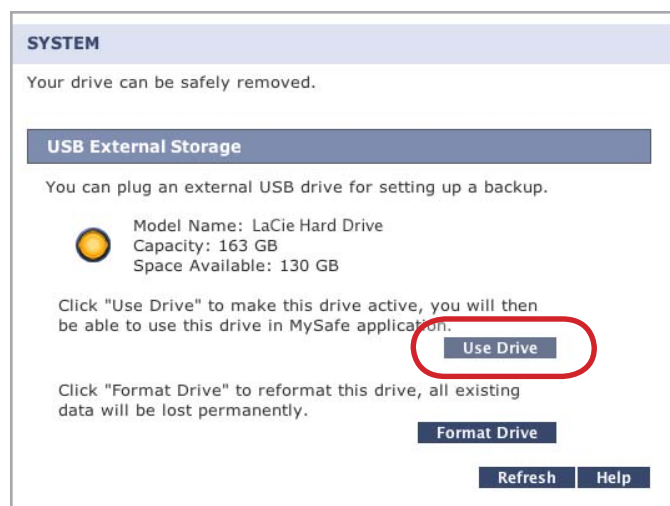 SYSTEM
Your drive can be safely removed.
USB External Storage
You can plug an external USB drive for setting up a backup.
Model Name: LaCie Hard Drive
Capacity: 163 GB
Space Available: 130 GB
Click "Use Drive" to make this drive active, you will then
be able to use this drive in MySafe application.
Use Drive
Click "Format Drive" to reformat this drive, all existing
data will be lost permanently.
Format Drive
Refresh Help